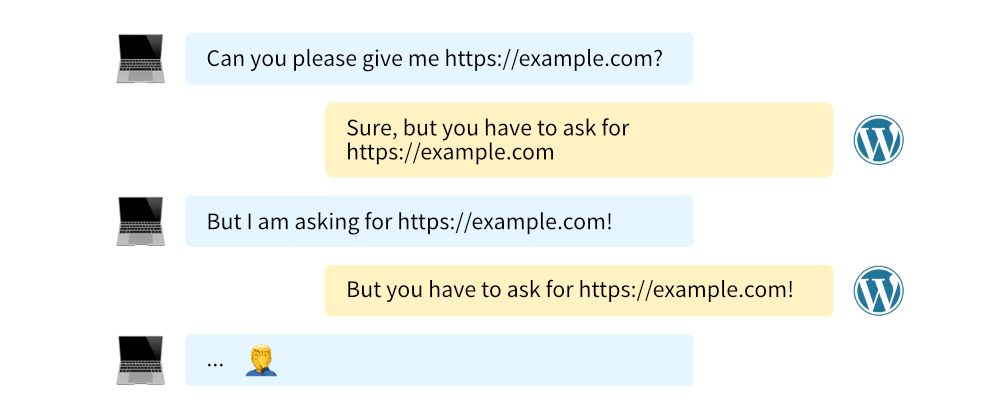 Can you please give me https://example.com?
Sure, but you have to ask for
https://example.com
But I am asking for https://example.com!
But you have to ask for https://example.com!
...